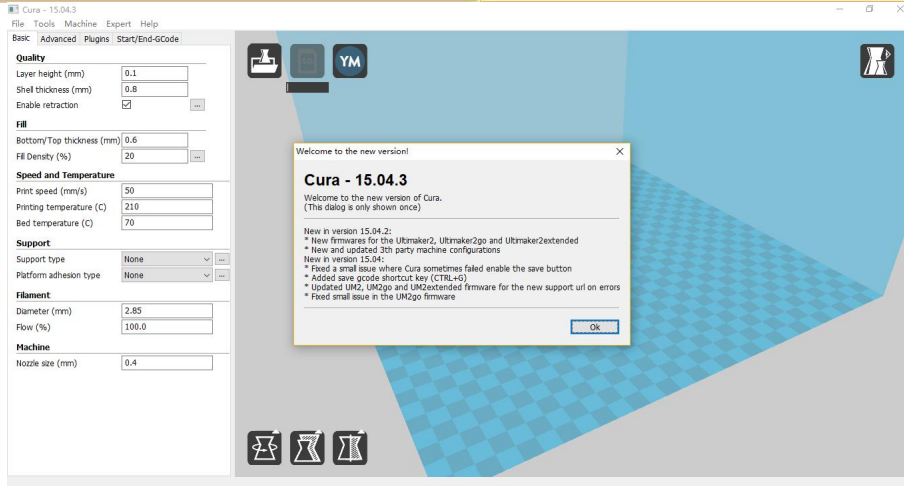 Cura - 15.04.3
File Tools Machine Expert Help
Basic Advanced Plugins Start/End-GCode
Quality
Layer height (mm) 0.1
Shell thickness (mm) 0.8
Enable retraction ...
Fill
Bottom/Top thickness (mm) 0.6
Fill Density (%) 20 ...
Speed and Temperature
Print speed (mm/s) 50
Printing temperature (C) 210
Bed temperature (C) 70
Support
Support type None ...
Platform adhesion type None ...
Filament
Diameter (mm) 2.85
Flow (%) 100.0
Machine
Nozzle size (mm) 0.4
YM
Welcome to the new version!
Cura - 15.04.3
Welcome to the new version of Cura.
(This dialog is only shown once)
New in version 15.04.2:
* New firmwares for the Ultimaker2, Ultimaker2go and Ultimaker2extended
* New and updated 3th party machine configurations
New in version 15.04:
* Fixed a small issue where Cura sometimes failed enable the save button
* Added save gcode shortcut key (CTRL+G)
* Updated UM2, UM2go and UM2extended firmware for the new support url on errors
* Fixed small issue in the UM2go firmware
Ok